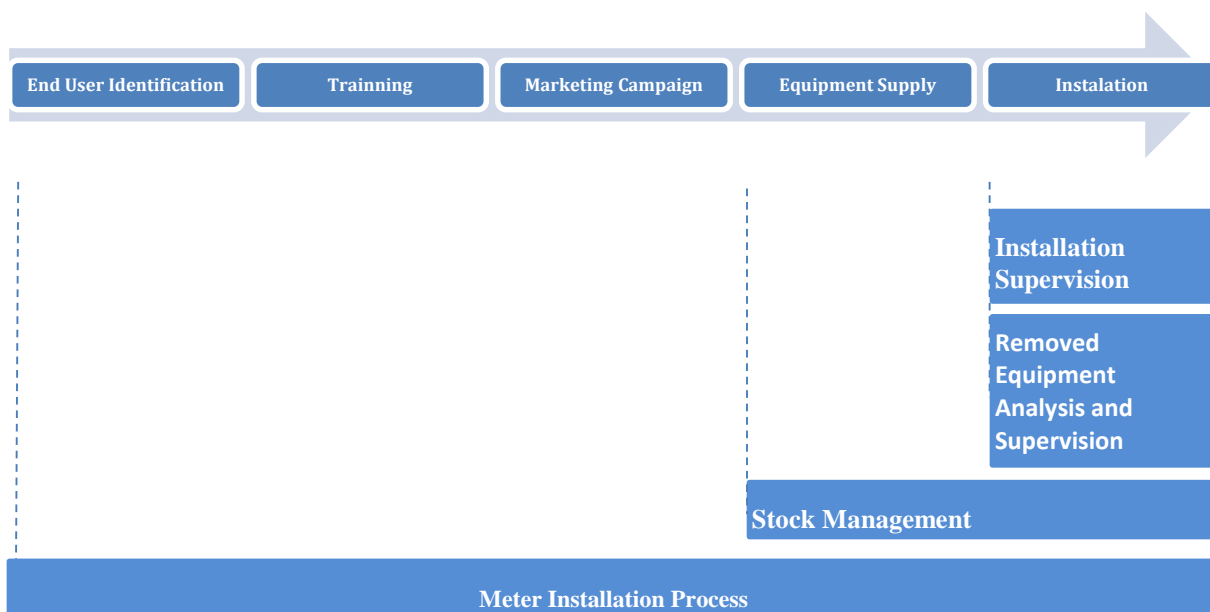 End User Identification
Trainning
Marketing Campaign
Equipment Supply
Instalation
Installation
Supervision
Removed
Equipment
Analysis and
Supervision
Stock Management
Meter Installation Process